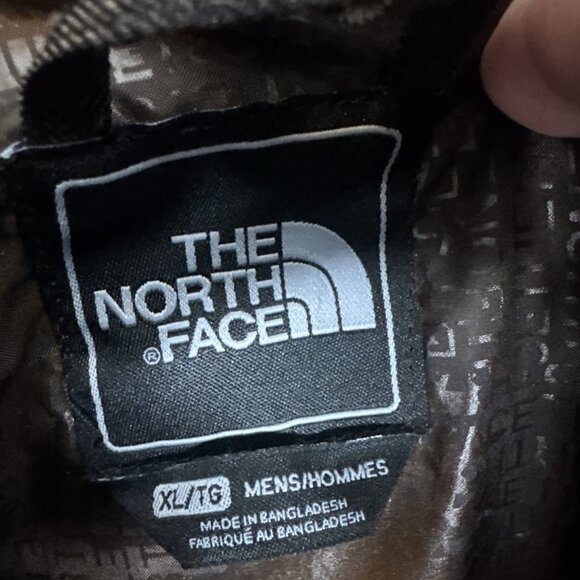 THE
NORTH
® FACE
XL/TG MENS/HOMMES
MADE IN BANGLADESH
FABRIQUÉ AU BANGLADESH